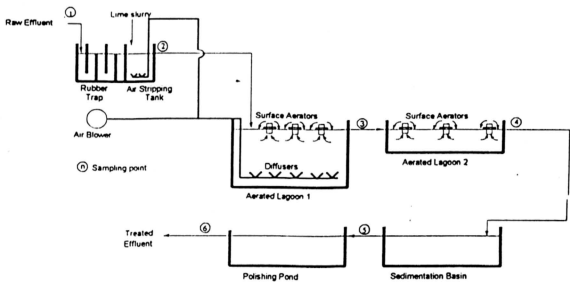 ①
Raw Effluent
Lime slurry
②
Rubber
Trap
Air Stripping
Tank
Air Blower
ⓝ Sampling point
Surface Aerators
③
Diffusers
Aerated Lagoon 1
Surface Aerators
④
Aerated Lagoon 2
Treated
Effluent
⑥
Polishing Pond
⑤
Sedimentation Basin